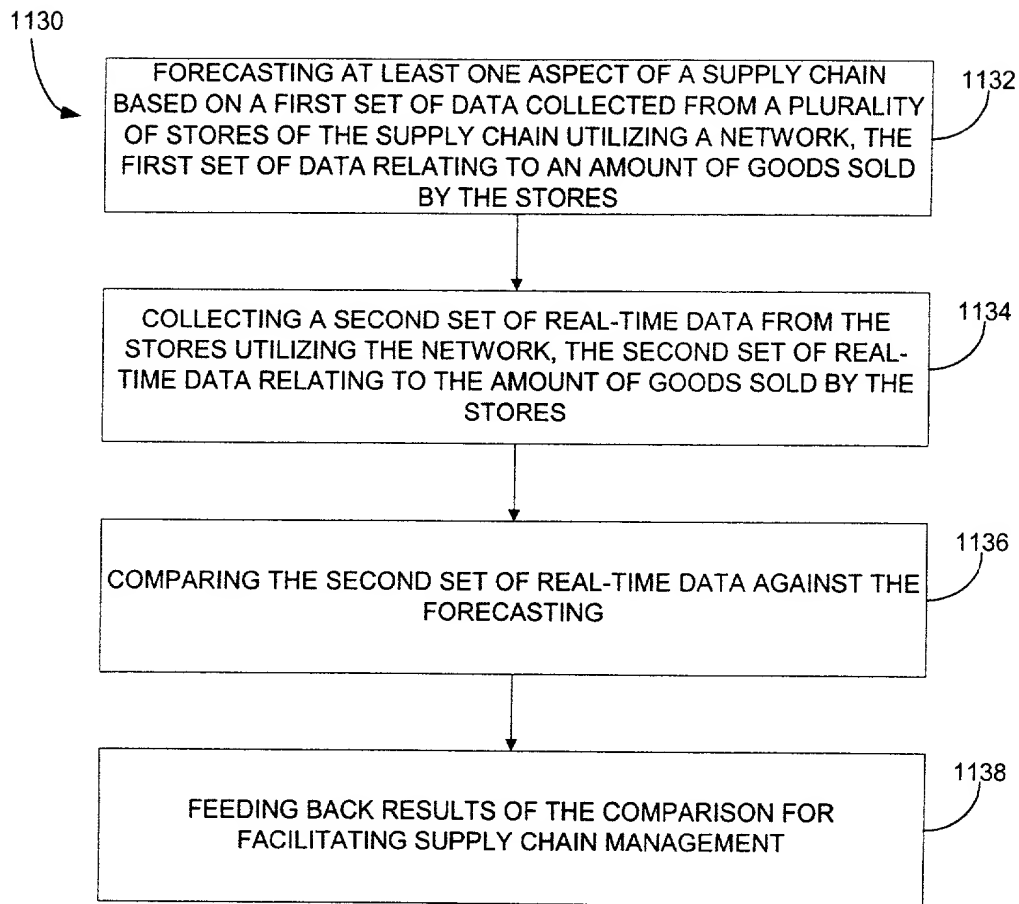 1130
FORECASTING AT LEAST ONE ASPECT OF A SUPPLY CHAIN
BASED ON A FIRST SET OF DATA COLLECTED FROM A PLURALITY
OF STORES OF THE SUPPLY CHAIN UTILIZING A NETWORK, THE
FIRST SET OF DATA RELATING TO AN AMOUNT OF GOODS SOLD
BY THE STORES
1132
COLLECTING A SECOND SET OF REAL-TIME DATA FROM THE
STORES UTILIZING THE NETWORK, THE SECOND SET OF REAL-
TIME DATA RELATING TO THE AMOUNT OF GOODS SOLD BY THE
STORES
1134
COMPARING THE SECOND SET OF REAL-TIME DATA AGAINST THE
FORECASTING
1136
FEEDING BACK RESULTS OF THE COMPARISON FOR
FACILITATING SUPPLY CHAIN MANAGEMENT
1138